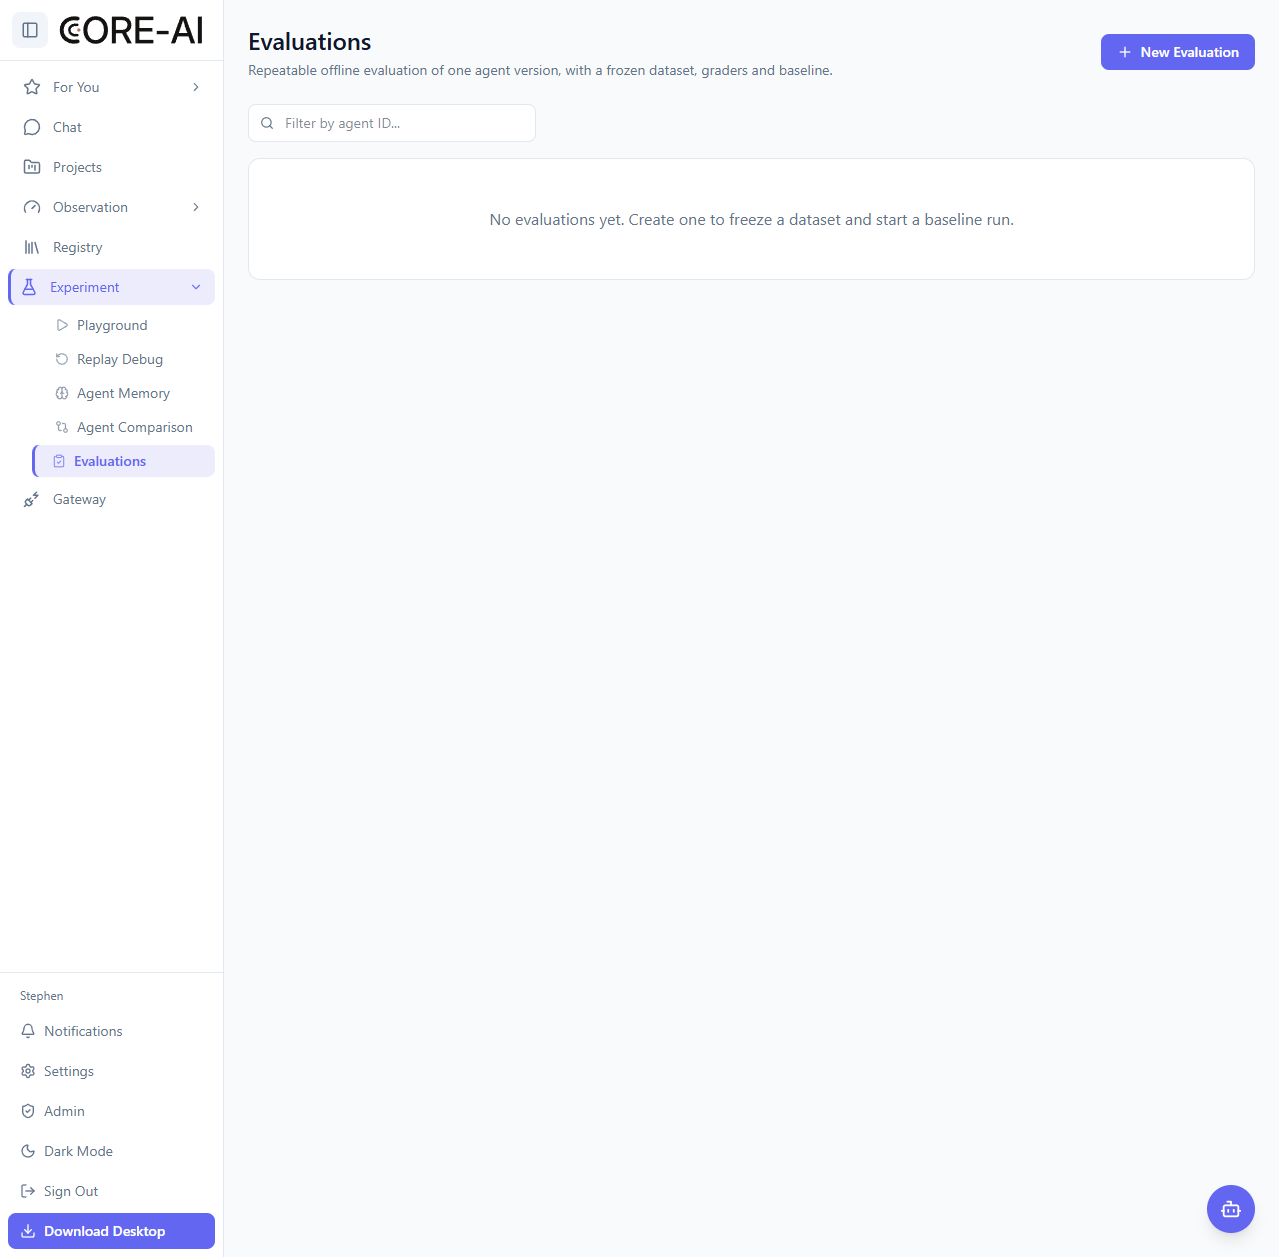 CORE-AI
For You
Chat
Projects
Observation
Registry
Experiment
Playground
Replay Debug
Agent Memory
Agent Comparison
Evaluations
Gateway
Stephen
Notifications
Settings
Admin
Dark Mode
Sign Out
Download Desktop
Evaluations
Repeatable offline evaluation of one agent version, with a frozen dataset, graders and baseline.
New Evaluation
Filter by agent ID...
No evaluations yet. Create one to freeze a dataset and start a baseline run.